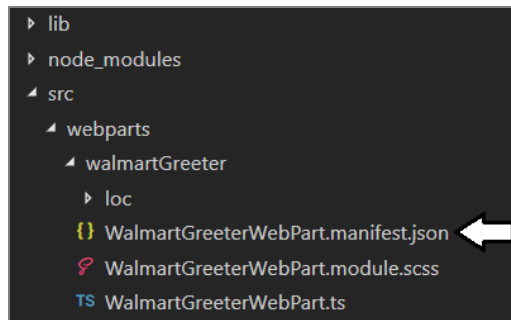 lib
node_modules
src
webparts
walmartGreeter
loc
{} WalmartGreeterWebPart.manifest.json
WalmartGreeterWebPart.module.scss
TS WalmartGreeterWebPart.ts